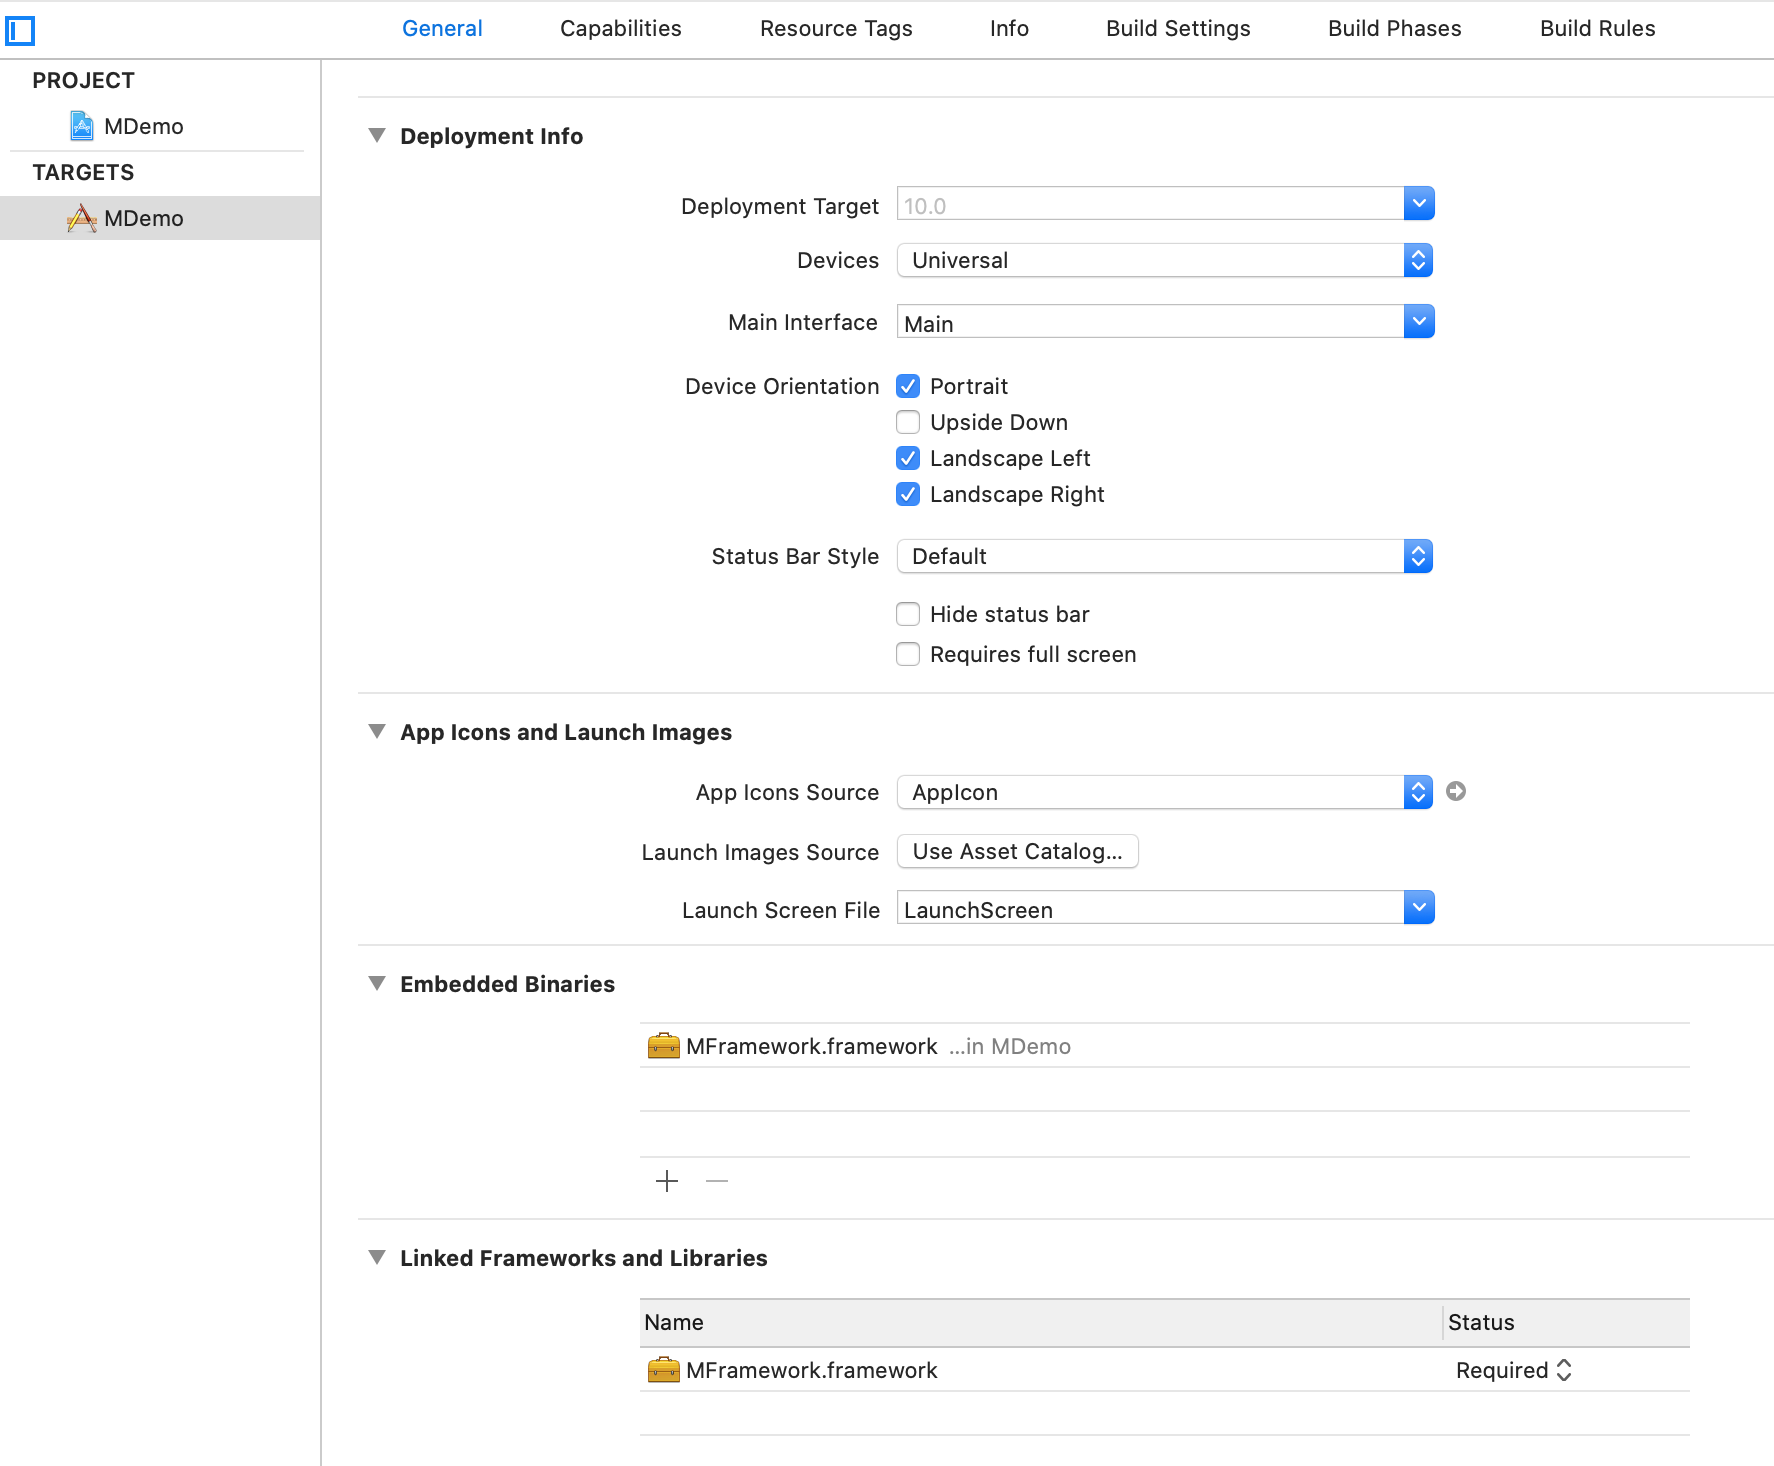 General Capabilities Resource Tags Info Build Settings Build Phases Build Rules
PROJECT
MDemo
TARGETS
MDemo
Deployment Info
Deployment Target 10.0
Devices Universal
Main Interface Main
Device Orientation Portrait
Upside Down
Landscape Left
Landscape Right
Status Bar Style Default
Hide status bar
Requires full screen
App Icons and Launch Images
App Icons Source AppIcon
Launch Images Source Use Asset Catalog...
Launch Screen File LaunchScreen
Embedded Binaries
MFramework.framework ...in MDemo
Linked Frameworks and Libraries
Name Status
MFramework.framework Required